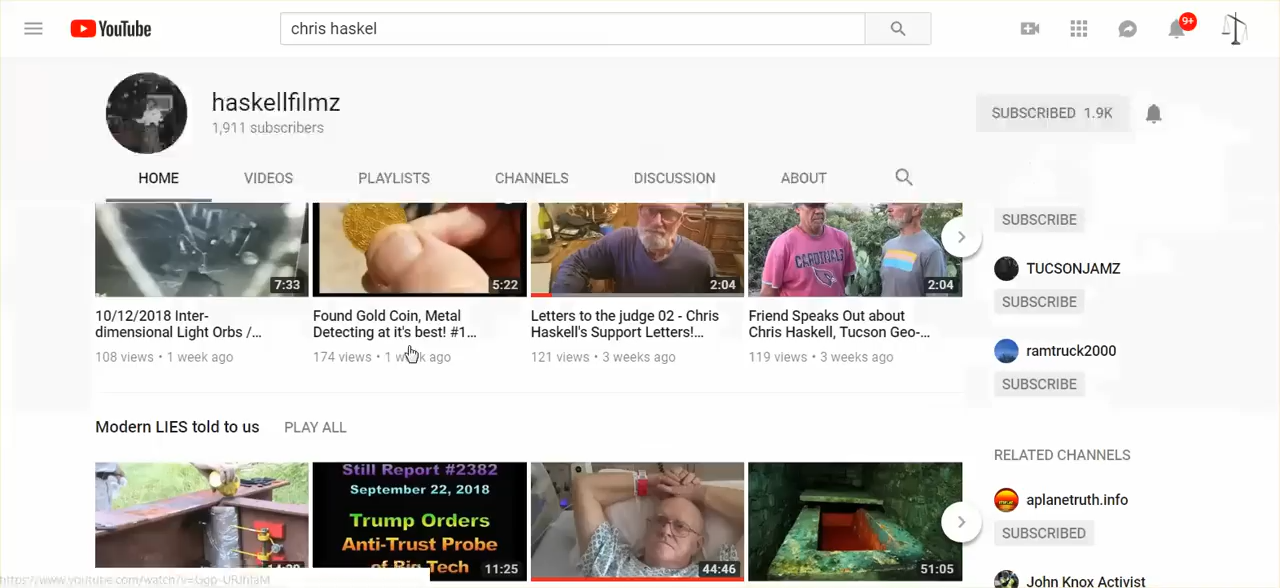 YouTube
chris haskel
9+
haskellfilmz
1,911 subscribers
SUBSCRIBED 1.9K
HOME VIDEOS PLAYLISTS CHANNELS DISCUSSION ABOUT
CARDINALS
7:33
5:22
2:04
2:04
10/12/2018 Inter-
dimensional Light Orbs /...
108 views • 1 week ago
Found Gold Coin, Metal
Detecting at it's best! #1...
174 views • 1 week ago
Letters to the judge 02 - Chris
Haskell's Support Letters!...
121 views • 3 weeks ago
Friend Speaks Out about
Chris Haskell, Tucson Geo-...
119 views • 3 weeks ago
SUBSCRIBE
TUCSONJAMZ
SUBSCRIBE
ramtruck2000
SUBSCRIBE
Modern LIES told to us PLAY ALL
Still Report #2382
September 22, 2018
Trump Orders
Anti-Trust Probe
of Big Tech
11:25
44:46
51:05
RELATED CHANNELS
aplanetruth.info
SUBSCRIBED
John Knox Activist